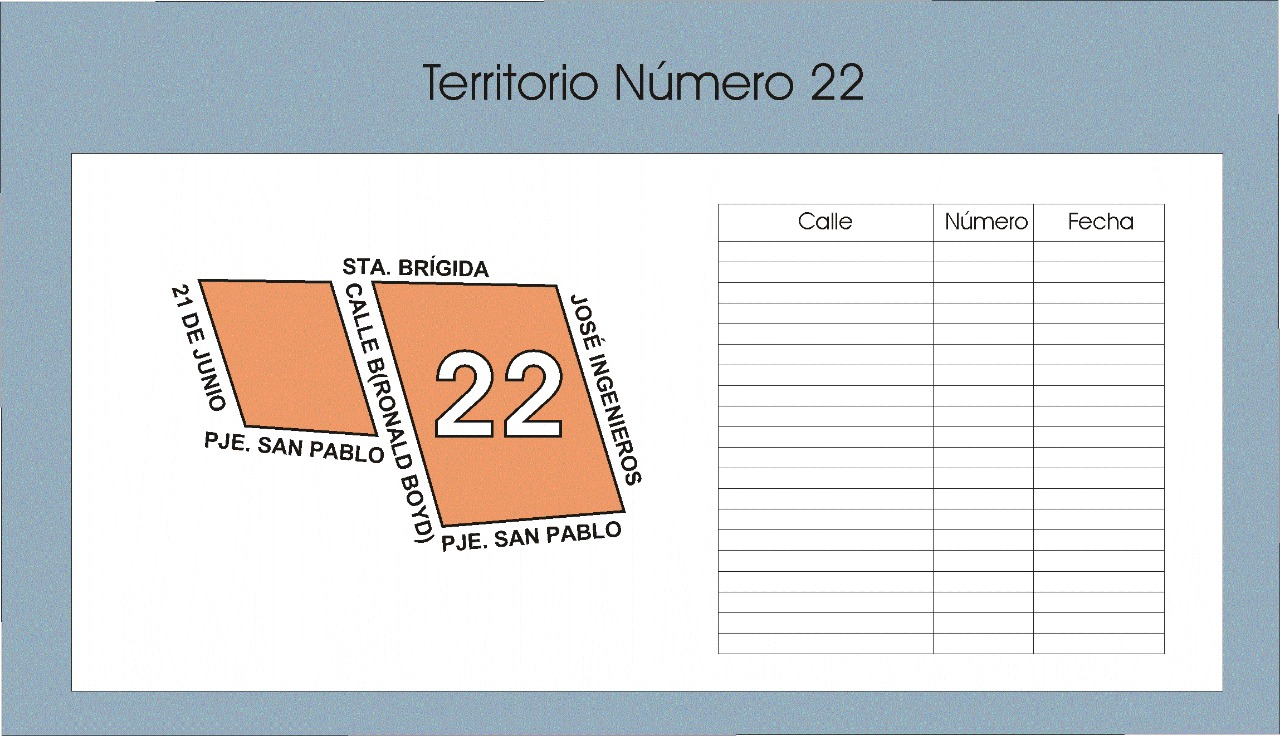 Territorio Número 22
STA. BRÍGIDA
21 DE JUNIO
CALLE B(RONALD BOYD)
JOSÉ INGENIEROS
22
PJE. SAN PABLO
PJE. SAN PABLO
Calle Número Fecha